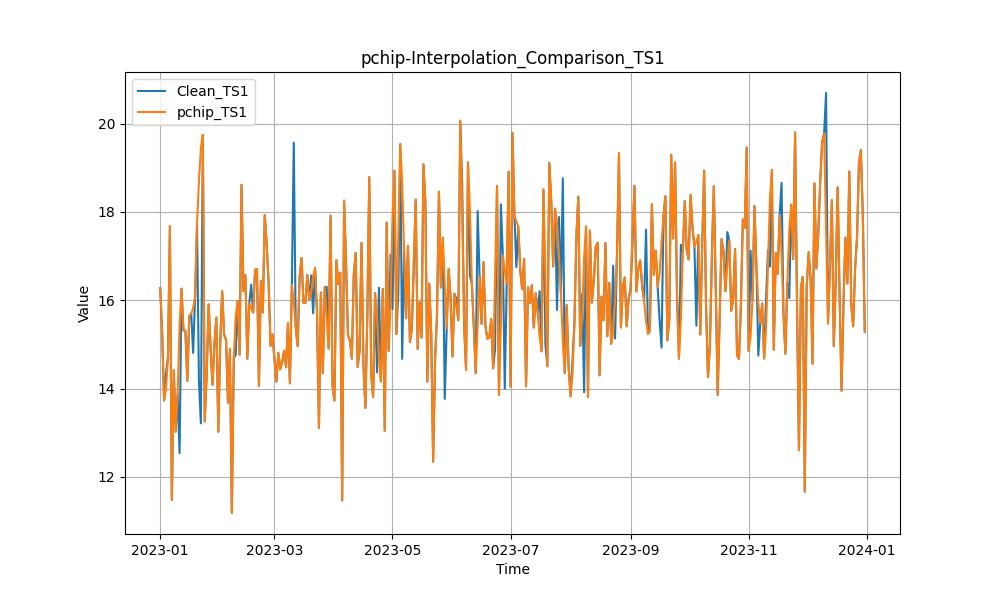 pchip-Interpolation_Comparison_TS1
Clean_TS1
pchip_TS1
20
18
16
14
12
Value
2023-01
2023-03
2023-05
2023-07
2023-09
2023-11
2024-01
Time